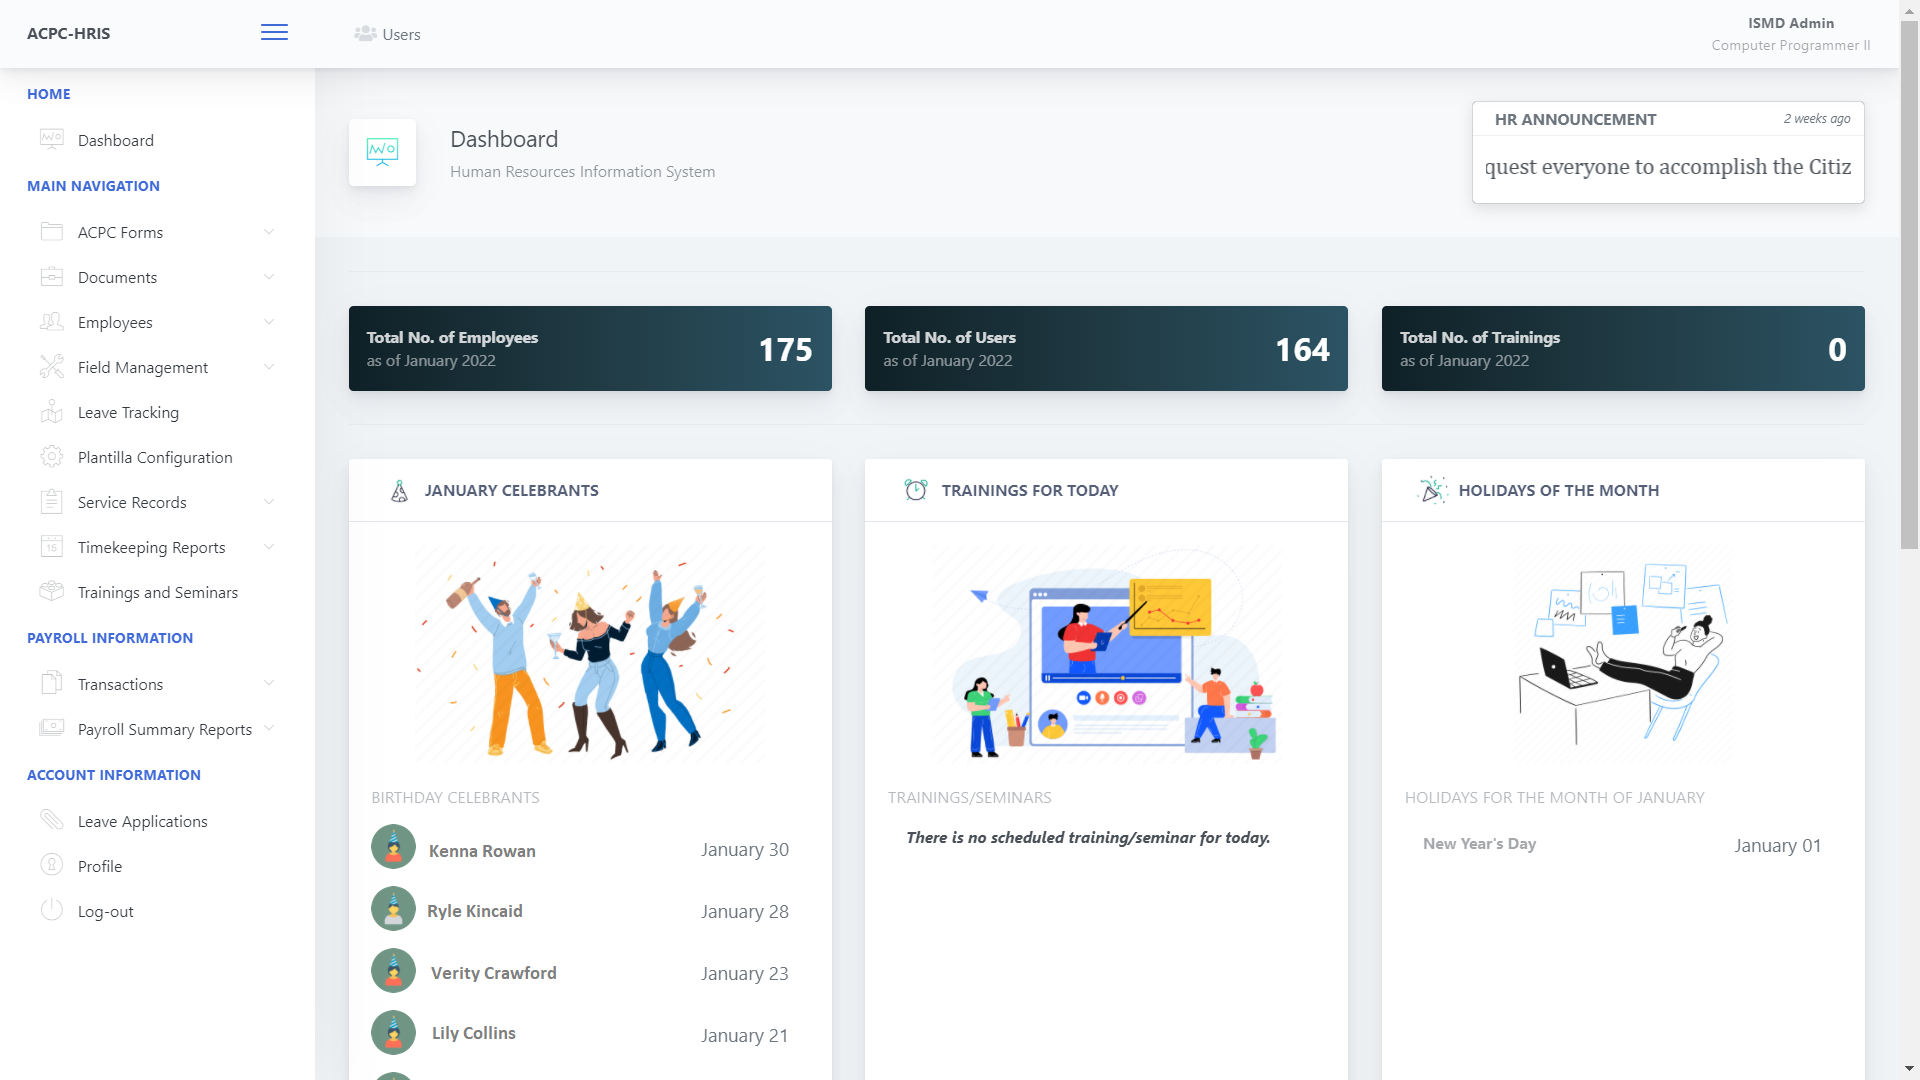 ACPC-HRIS
Users
ISMD Admin
Computer Programmer II
HOME
Dashboard
MAIN NAVIGATION
ACPC Forms
Documents
Employees
Field Management
Leave Tracking
Plantilla Configuration
Service Records
15
Timekeeping Reports
Trainings and Seminars
PAYROLL INFORMATION
Transactions
Payroll Summary Reports
ACCOUNT INFORMATION
Leave Applications
Profile
Log-out
Dashboard
Human Resources Information System
HR ANNOUNCEMENT
2 weeks ago
quest everyone to accomplish the Citiz
Total No. of Employees
as of January 2022
175
Total No. of Users
as of January 2022
164
Total No. of Trainings
as of January 2022
0
JANUARY CELEBRANTS
BIRTHDAY CELEBRANTS
Kenna Rowan January 30
Ryle Kincaid January 28
Verity Crawford January 23
Lily Collins January 21
TRAININGS FOR TODAY
TRAININGS/SEMINARS
There is no scheduled training/seminar for today.
HOLIDAYS OF THE MONTH
HOLIDAYS FOR THE MONTH OF JANUARY
New Year's Day January 01